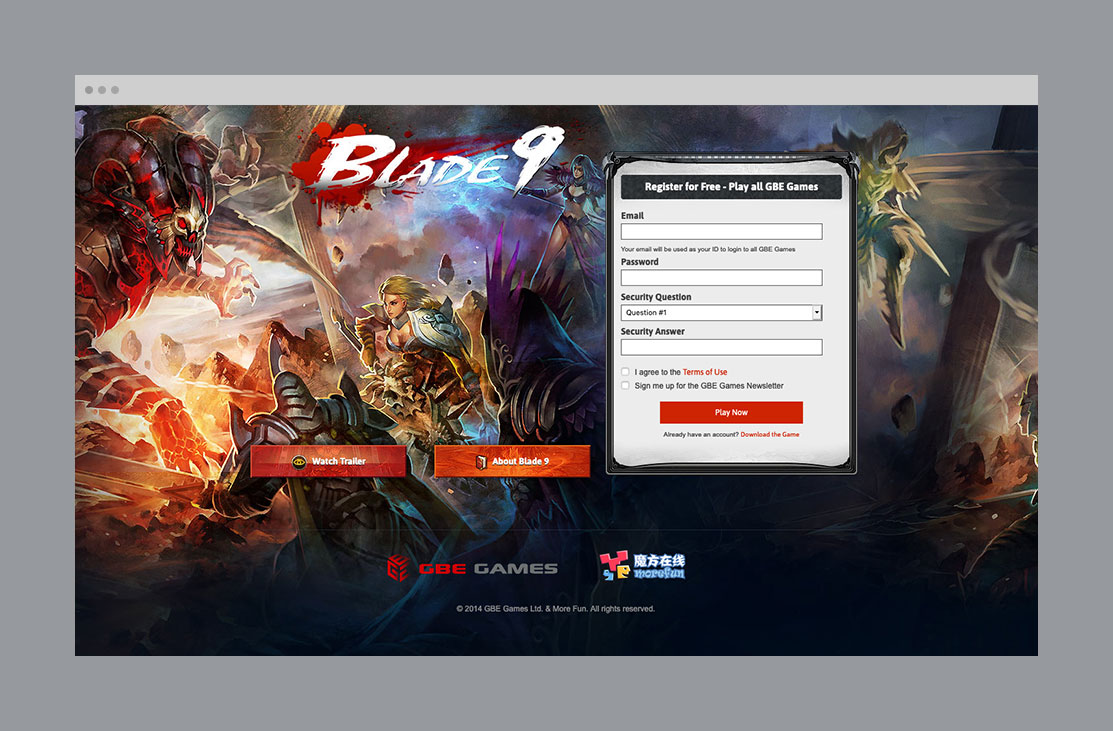 BLADE 9
Register for Free - Play all GBE Games
Email
Your email will be used as your ID to login to all GBE Games
Password
Security Question
Question #1
Security Answer
I agree to the Terms of Use
Sign me up for the GBE Games Newsletter
Play Now
Already have an account? Download the Game
Watch Trailer
About Blade 9
GBE GAMES
魔方在线
morefun
© 2014 GBE Games Ltd. & More Fun. All rights reserved.